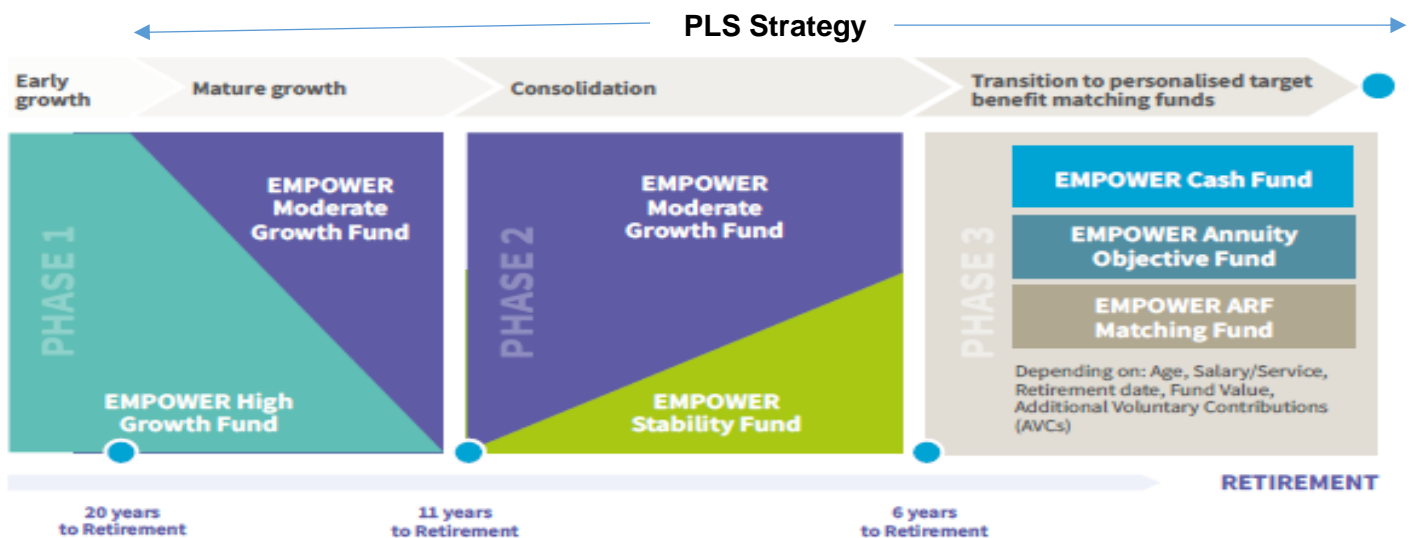 PLS Strategy
Early
growth
Mature growth
Consolidation
Transition to personalised target
benefit matching funds
PHASE 1
EMPOWER
Moderate
Growth Fund
EMPOWER High
Growth Fund
PHASE 2
EMPOWER
Moderate
Growth Fund
EMPOWER
Stability Fund
PHASE 3
EMPOWER Cash Fund
EMPOWER Annuity
Objective Fund
EMPOWER ARF
Matching Fund
Depending on: Age, Salary/Service,
Retirement date, Fund Value,
Additional Voluntary Contributions
(AVCs)
RETIREMENT
20 years
to Retirement
11 years
to Retirement
6 years
to Retirement